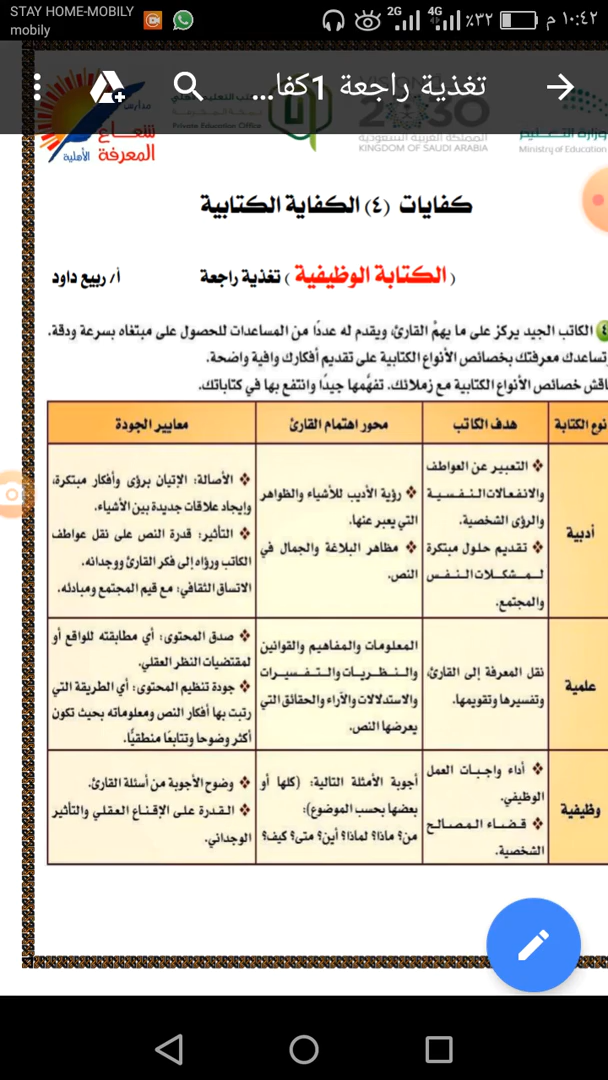 STAY HOME-MOBILY
mobily
2G 4G ٪٣٢ ١٠:٤٢ م
تغذية راجعة 1كفا...
مدارس
شعاع
المعرفة
الأهلية
Private Education Office
VISION
2030
المملكة العربية السعودية
KINGDOM OF SAUDI ARABIA
وزارة التعليم
Ministry of Education
كفايات (٤) الكفاية الكتابية
( الكتابة الوظيفية ) تغذية راجعة أ/ ربيع داود
٤ الكاتب الجيد يركز على ما يهمُّ القارئ، ويقدم له عددًا من المساعدات للحصول على مبتغاه بسرعة ودقة.
وتساعدك معرفتك بخصائص الأنواع الكتابية على تقديم أفكارك وافية واضحة.
ناقش خصائص الأنواع الكتابية مع زملائك. تفهّمها جيدًا وانتفع بها في كتاباتك.
نوع الكتابة هدف الكاتب محور اهتمام القارئ معايير الجودة
أدبية
❖ التعبير عن العواطف
والانفعالات النفسية
والرؤى الشخصية.
❖ تقديم حلول مبتكرة
لمشكلات النفس
والمجتمع.
❖ رؤية الأديب للأشياء والظواهر
التي يعبر عنها.
❖ مظاهر البلاغة والجمال في
النص.
❖ الأصالة: الإتيان برؤى وأفكار مبتكرة،
وإيجاد علاقات جديدة بين الأشياء.
❖ التأثير: قدرة النص على نقل عواطف
الكاتب ورؤاه إلى فكر القارئ ووجدانه.
الاتساق الثقافي: مع قيم المجتمع ومبادئه.
علمية
نقل المعرفة إلى القارئ،
وتفسيرها وتقويمها.
المعلومات والمفاهيم والقوانين
والنظريات والتفسيرات
والاستدلالات والآراء والحقائق التي
يعرضها النص.
❖ صدق المحتوى: أي مطابقته للواقع أو
لمقتضيات النظر العقلي.
❖ جودة تنظيم المحتوى: أي الطريقة التي
رتبت بها أفكار النص ومعلوماته بحيث تكون
أكثر وضوحا وتتابعًا منطقيًّا.
وظيفية
❖ أداء واجبات العمل
الوظيفي.
❖ قضاء المصالح
الشخصية.
أجوبة الأمثلة التالية: (كلها أو
بعضها بحسب الموضوع):
من؟ ماذا؟ لماذا؟ أين؟ متى؟ كيف؟
❖ وضوح الأجوبة من أسئلة القارئ.
❖ القدرة على الإقناع العقلي والتأثير
الوجداني.